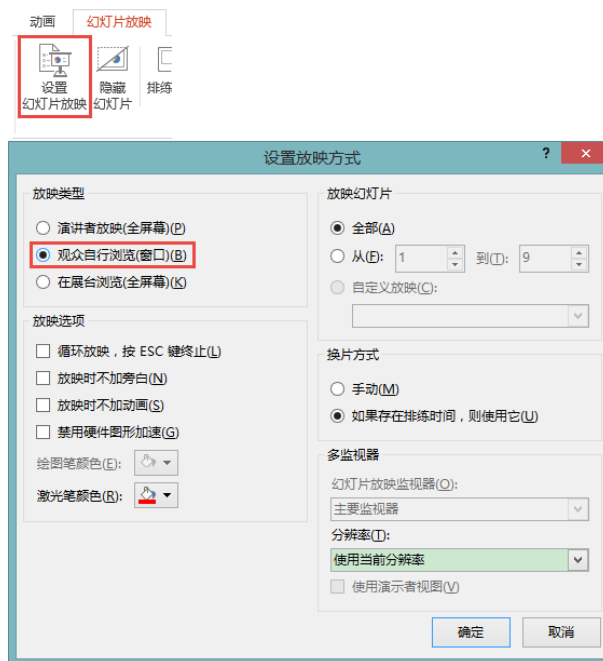 动画 幻灯片放映
设置 隐藏 排练
幻灯片放映 幻灯片
设置放映方式 ?
放映类型
演讲者放映(全屏幕)(P)
观众自行浏览(窗口)(B)
在展台浏览(全屏幕)(K)
放映选项
循环放映，按 ESC 键终止(L)
放映时不加旁白(N)
放映时不加动画(S)
禁用硬件图形加速(G)
绘图笔颜色(E):
激光笔颜色(R):
放映幻灯片
全部(A)
从(F): 1 到(T): 9
自定义放映(C):
换片方式
手动(M)
如果存在排练时间，则使用它(U)
多监视器
幻灯片放映监视器(O):
主要监视器
分辨率(T):
使用当前分辨率
使用演示者视图(V)
确定 取消